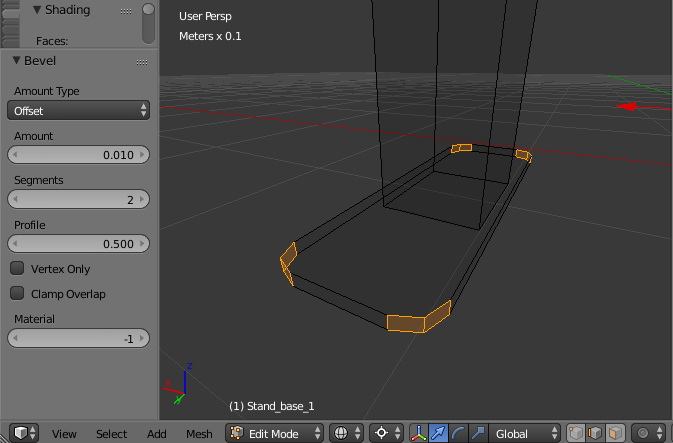 Shading
Faces:
Bevel
Amount Type
Offset
Amount
0.010
Segments
2
Profile
0.500
Vertex Only
Clamp Overlap
Material
-1
User Persp
Meters x 0.1
z
(1) Stand_base_1
View Select Add Mesh Edit Mode Global